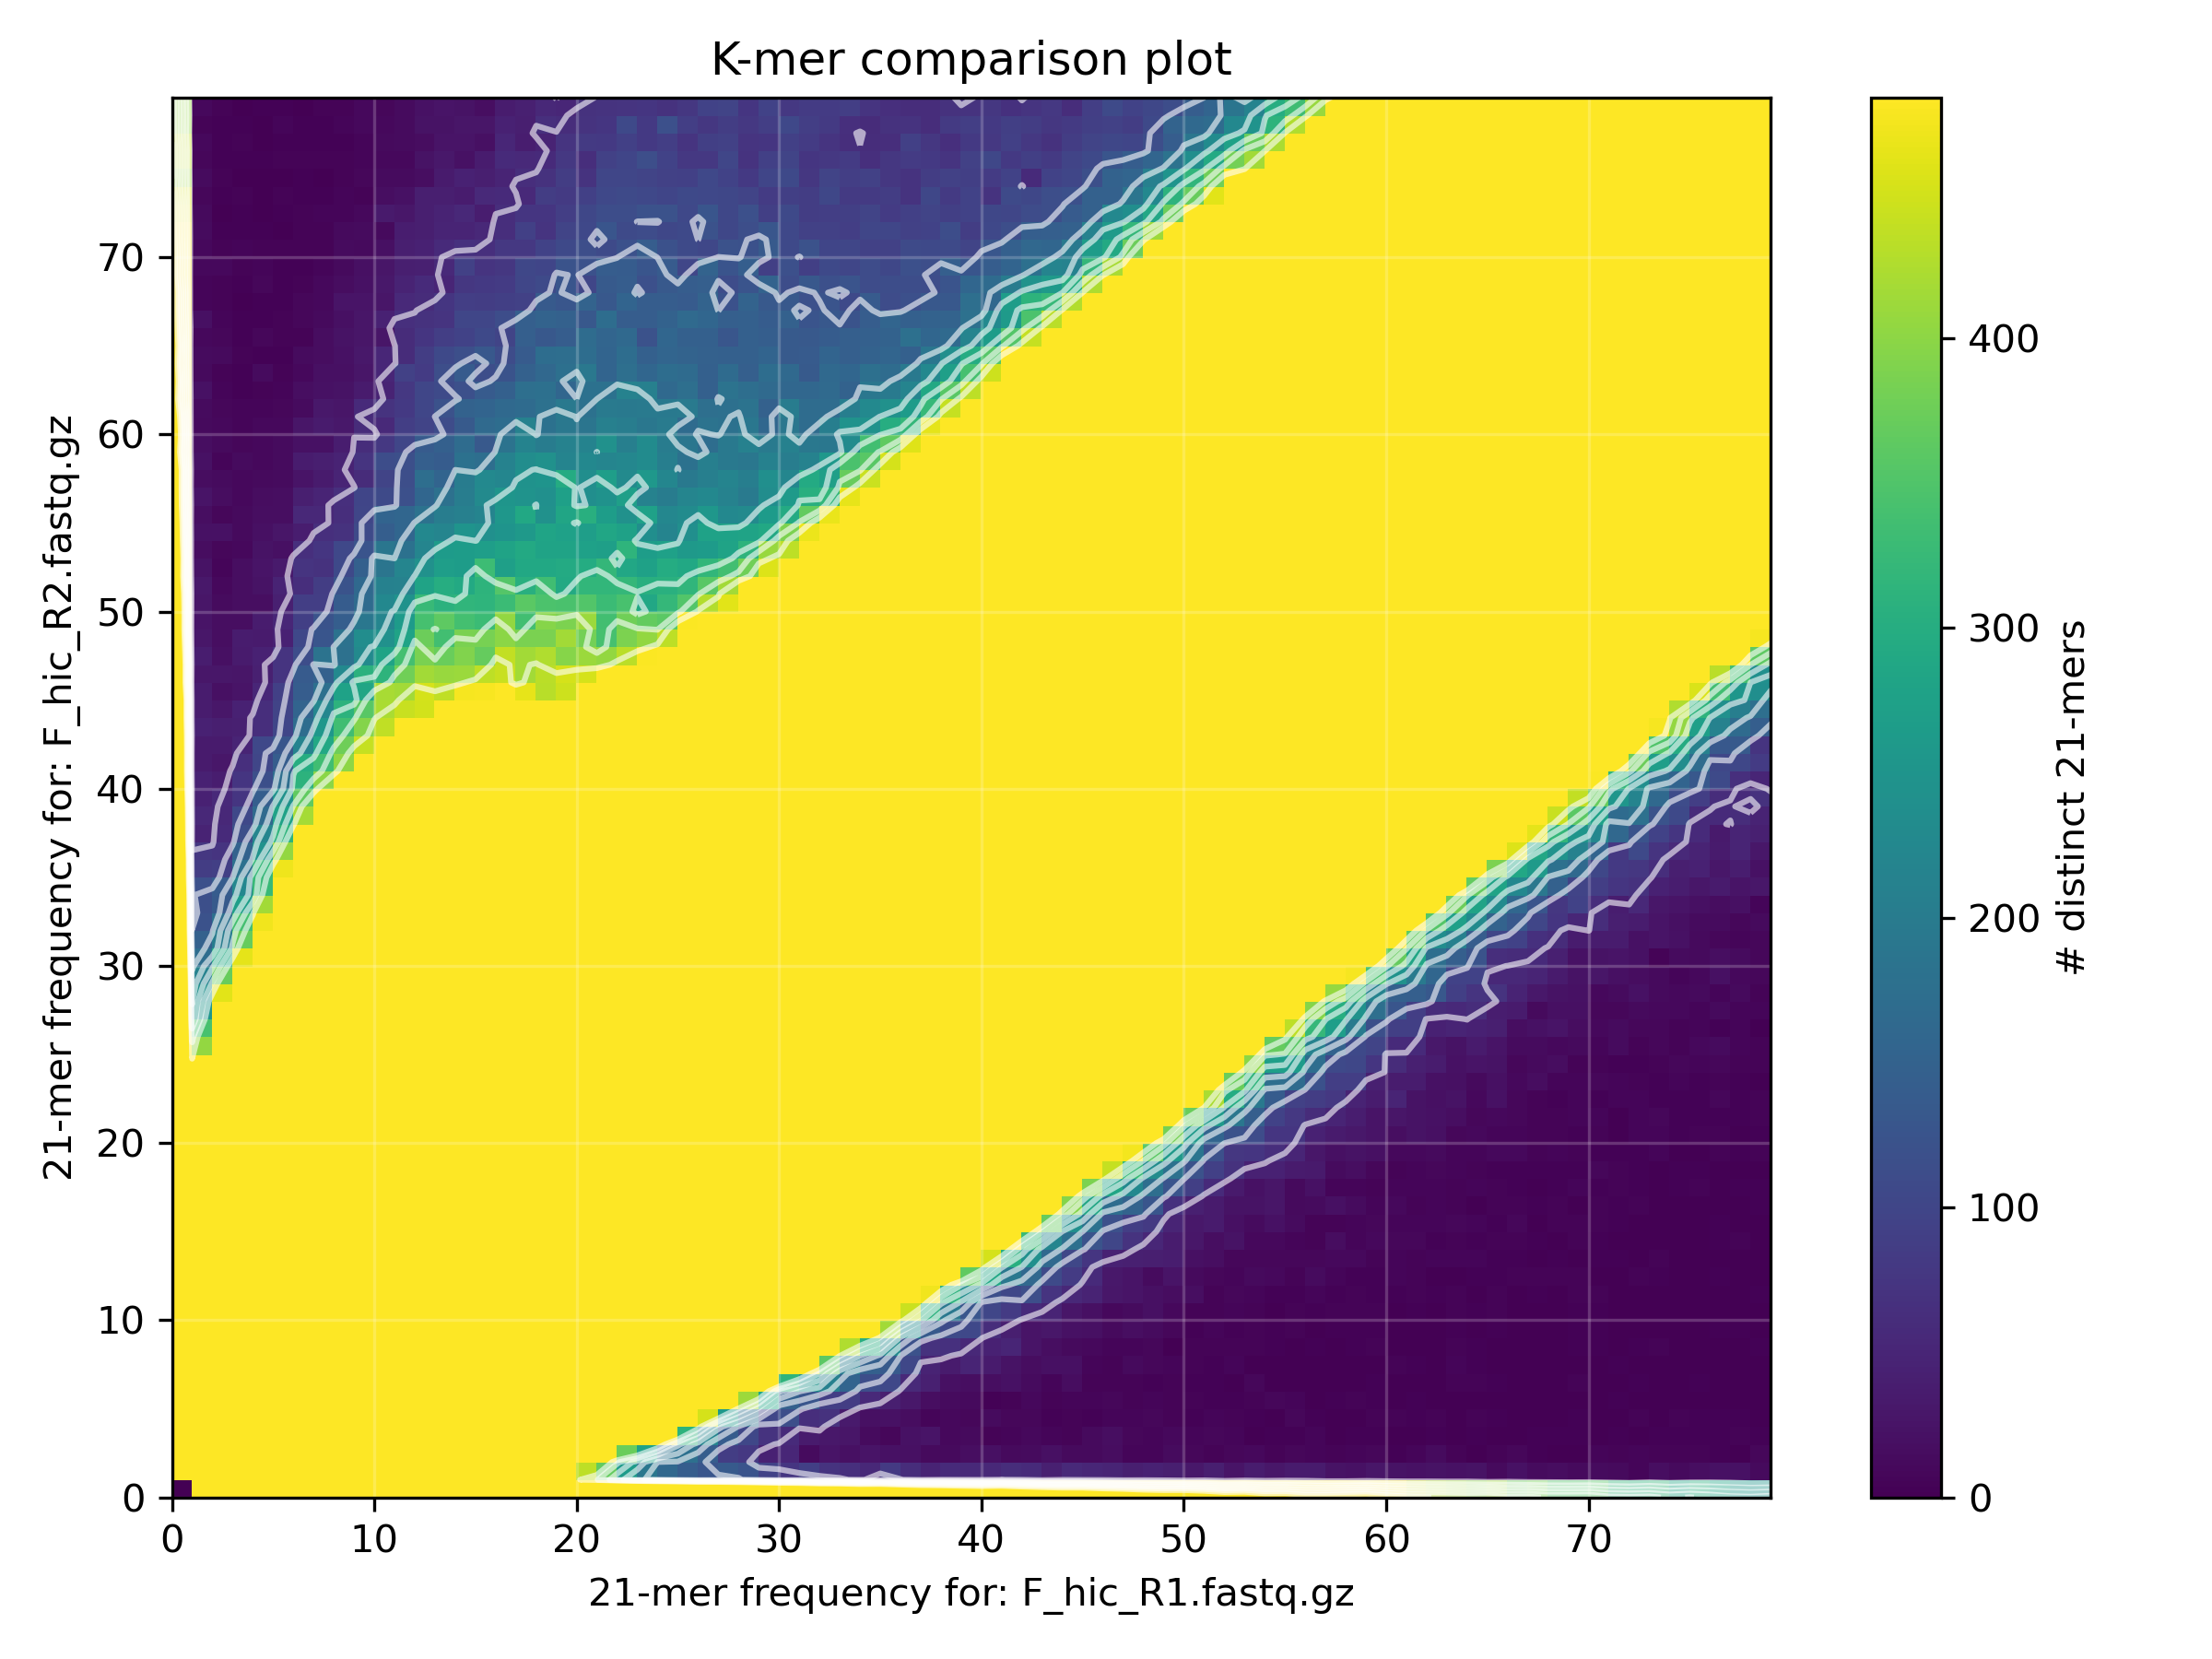 K-mer comparison plot
21-mer frequency for: F_hic_R2.fastq.gz
70
60
50
40
30
20
10
0
0 10 20 30 40 50 60 70
21-mer frequency for: F_hic_R1.fastq.gz
400
300
200
100
0
# distinct 21-mers